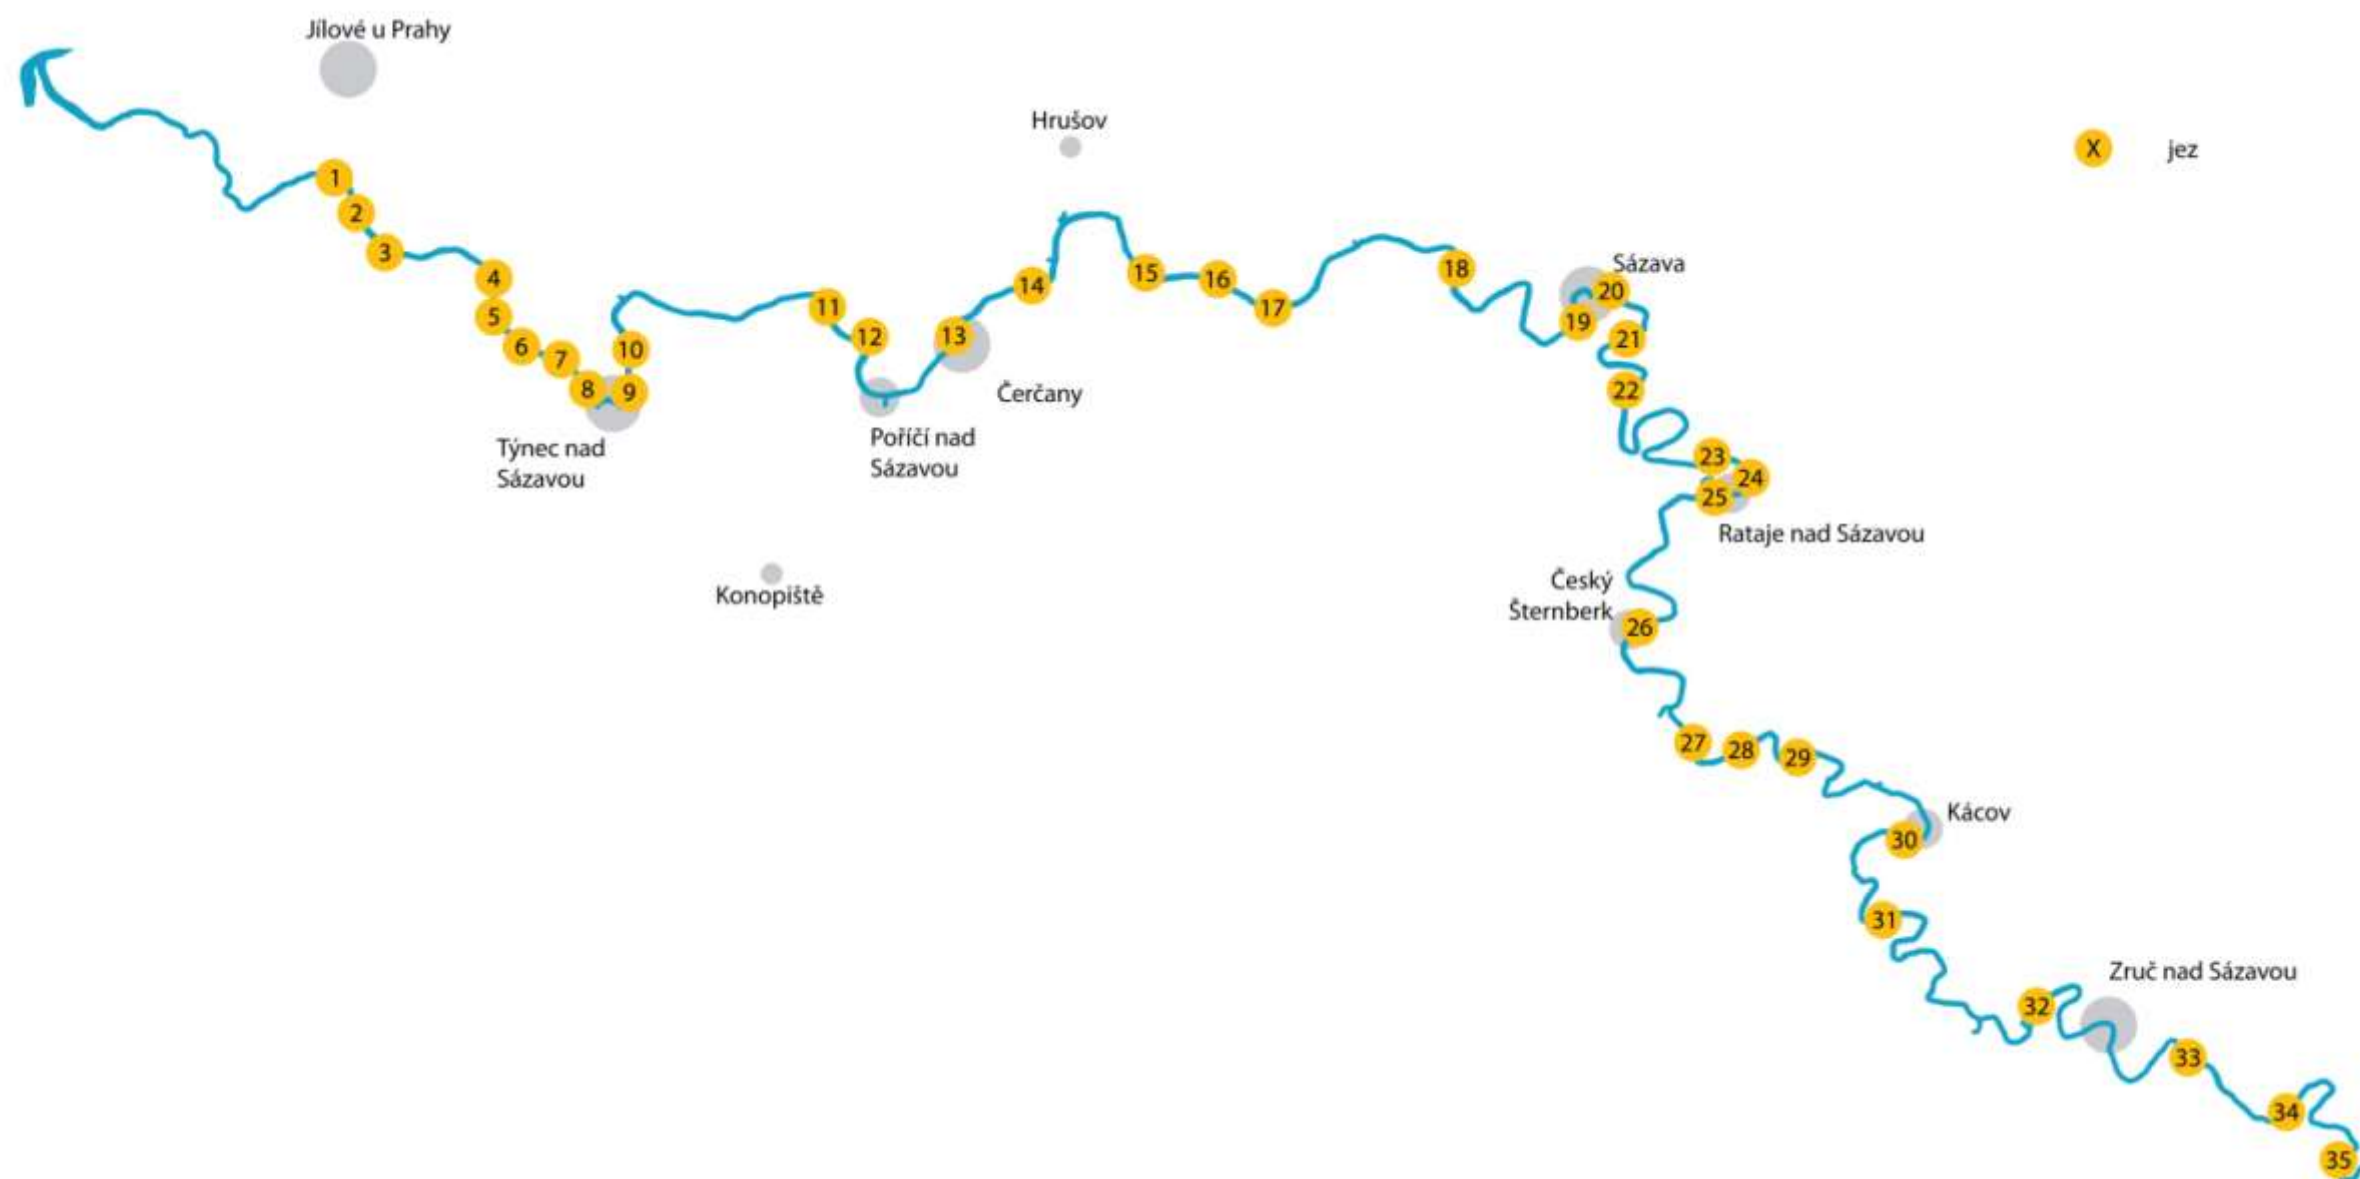 Jílové u Prahy
Hrušov
X jez
1
2
3
4
5
6
7
8
9
10
11
12
13
14
15
16
17
18
Sázava
19
20
21
22
Čerčany
Týnec nad
Sázavou
Poříčí nad
Sázavou
23
24
25
Rataje nad Sázavou
Konopiště
Český
Šternberk
26
27
28
29
Kácov
30
31
Zruč nad Sázavou
32
33
34
35